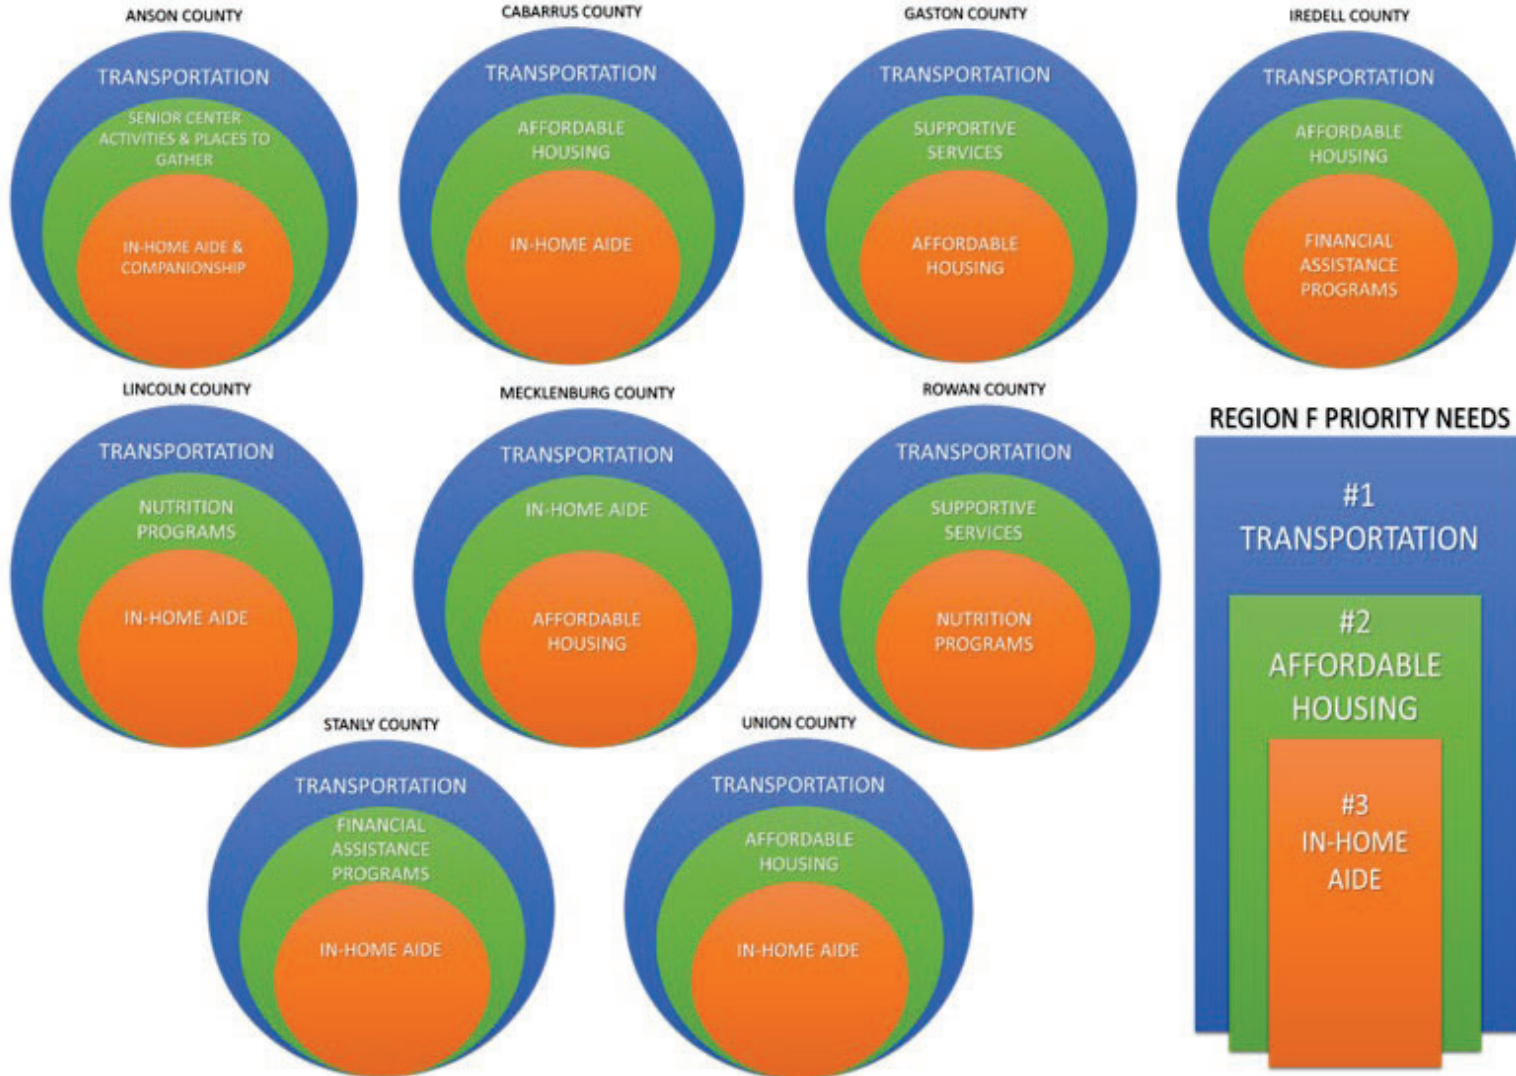 ANSON COUNTY
TRANSPORTATION
SENIOR CENTER
ACTIVITIES & PLACES TO
GATHER
IN-HOME AIDE &
COMPANIONSHIP
CABARRUS COUNTY
TRANSPORTATION
AFFORDABLE
HOUSING
IN-HOME AIDE
GASTON COUNTY
TRANSPORTATION
SUPPORTIVE
SERVICES
AFFORDABLE
HOUSING
IREDELL COUNTY
TRANSPORTATION
AFFORDABLE
HOUSING
FINANCIAL
ASSISTANCE
PROGRAMS
LINCOLN COUNTY
TRANSPORTATION
NUTRITION
PROGRAMS
IN-HOME AIDE
MECKLENBURG COUNTY
TRANSPORTATION
IN-HOME AIDE
AFFORDABLE
HOUSING
ROWAN COUNTY
TRANSPORTATION
SUPPORTIVE
SERVICES
NUTRITION
PROGRAMS
REGION F PRIORITY NEEDS
#1
TRANSPORTATION
#2
AFFORDABLE
HOUSING
#3
IN-HOME
AIDE
STANLY COUNTY
TRANSPORTATION
FINANCIAL
ASSISTANCE
PROGRAMS
IN-HOME AIDE
UNION COUNTY
TRANSPORTATION
AFFORDABLE
HOUSING
IN-HOME AIDE